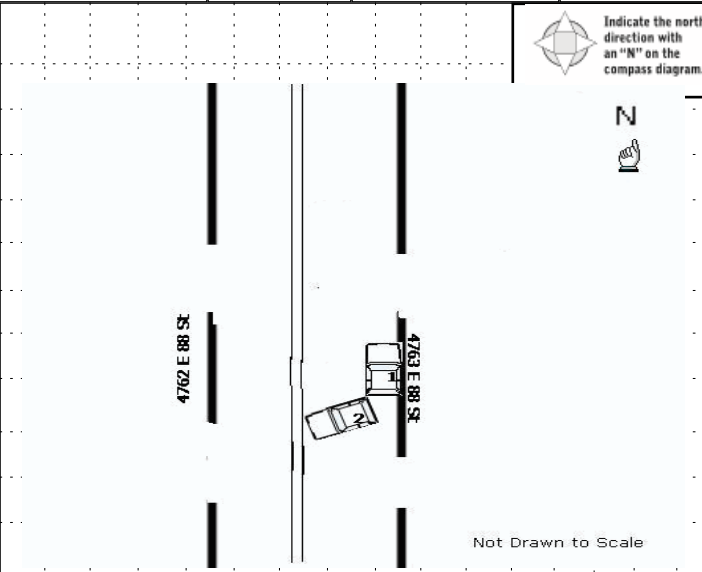 Indicate the north
direction with
an “N” on the
compass diagram.
N
4762 E 88 St
4763 E 88 St
1
2
Not Drawn to Scale